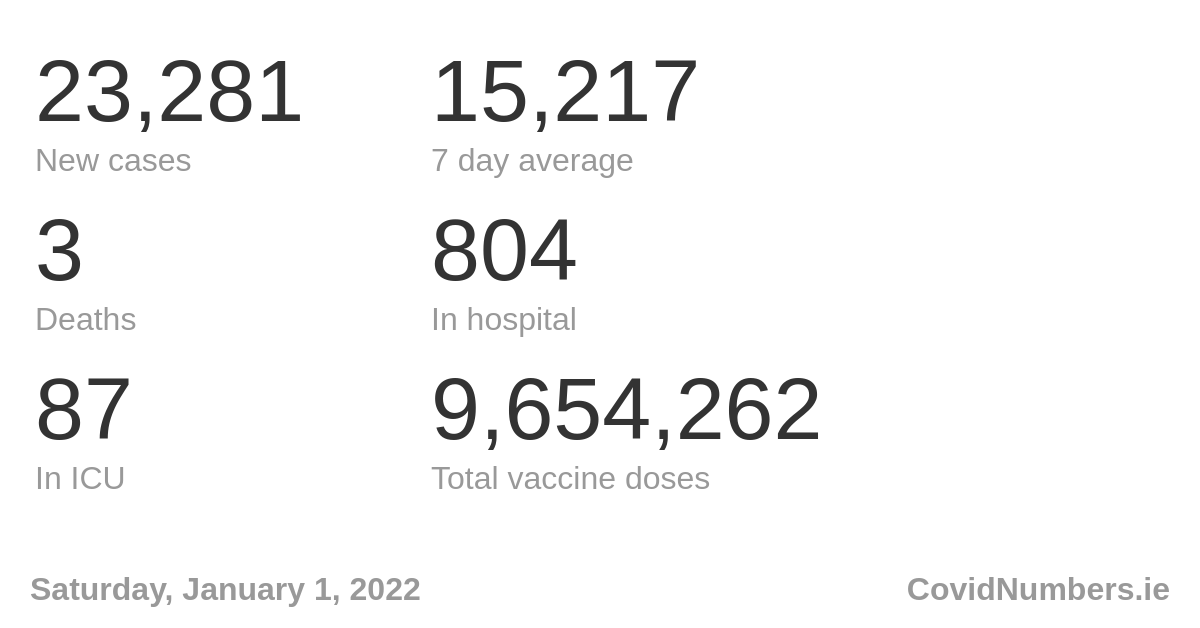 23,281 15,217
New cases 7 day average
3 804
Deaths In hospital
87 9,654,262
In ICU Total vaccine doses
Saturday, January 1, 2022 CovidNumbers.ie